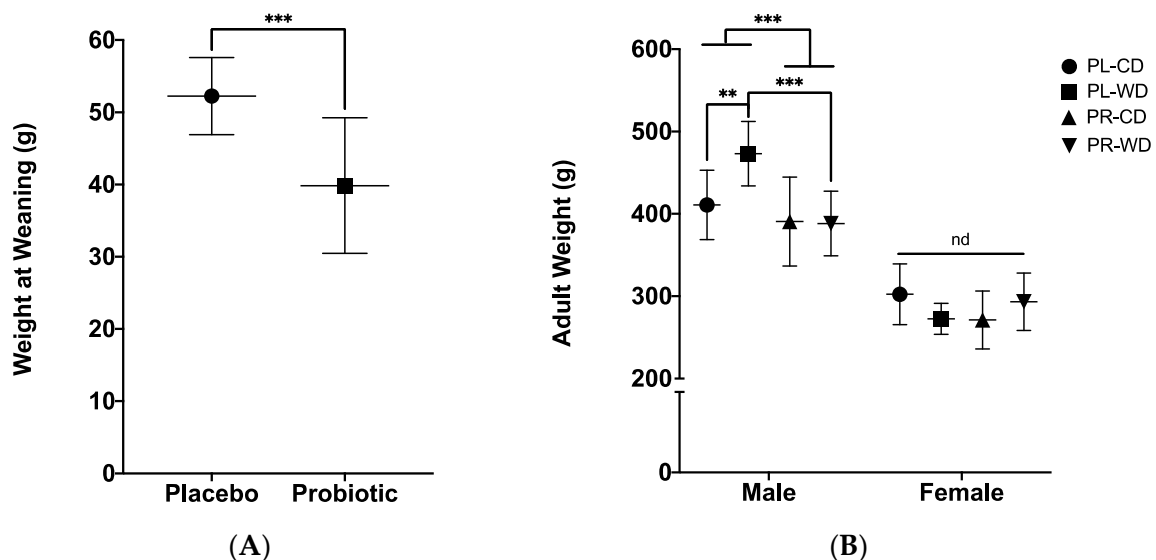 Weight at Weaning (g)
60
50
40
30
20
10
0
***
Placebo
Probiotic
(A)
Adult Weight (g)
600
500
400
300
200
0
***
**
***
nd
Male
Female
PL-CD
PL-WD
PR-CD
PR-WD
(B)